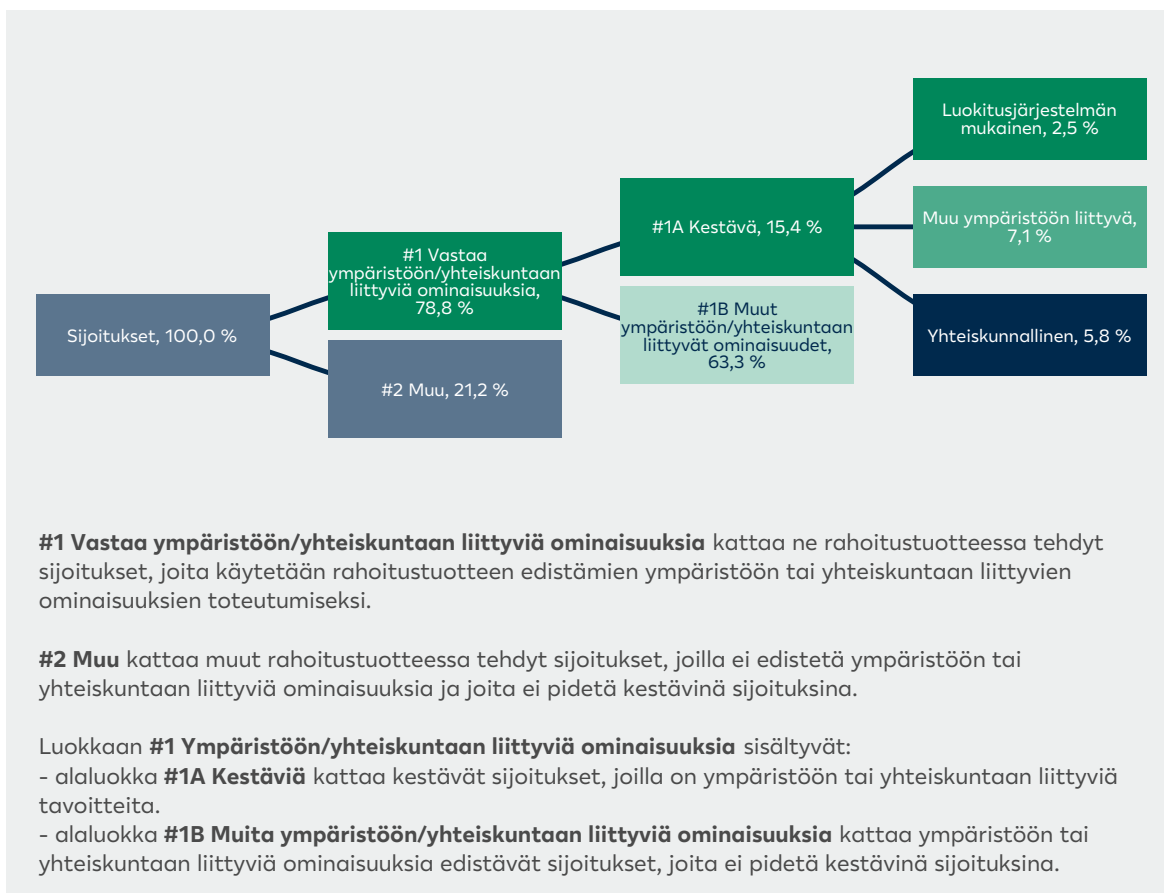 Luokitusjärjestelmän
mukainen, 2,5 %
Muu ympäristöön liittyvä,
7,1 %
#1A Kestävä, 15,4 %
#1 Vastaa
ympäristöön/yhteiskuntaan
liittyviä ominaisuuksia,
78,8 %
#1B Muut
ympäristöön/yhteiskuntaan
liittyvät ominaisuudet,
63,3 %
Sijoitukset, 100,0 %
Yhteiskunnallinen, 5,8 %
#2 Muu, 21,2 %
#1 Vastaa ympäristöön/yhteiskuntaan liittyviä ominaisuuksia kattaa ne rahoitustuotteessa tehdyt
sijoitukset, joita käytetään rahoitustuotteen edistämien ympäristöön tai yhteiskuntaan liittyvien
ominaisuuksien toteutumiseksi.
#2 Muu kattaa muut rahoitustuotteessa tehdyt sijoitukset, joilla ei edistetä ympäristöön tai
yhteiskuntaan liittyviä ominaisuuksia ja joita ei pidetä kestävinä sijoituksina.
Luokkaan #1 Ympäristöön/yhteiskuntaan liittyviä ominaisuuksia sisältyvät:
- alaluokka #1A Kestäviä kattaa kestävät sijoitukset, joilla on ympäristöön tai yhteiskuntaan liittyviä
tavoitteita.
- alaluokka #1B Muita ympäristöön/yhteiskuntaan liittyviä ominaisuuksia kattaa ympäristöön tai
yhteiskuntaan liittyviä ominaisuuksia edistävät sijoitukset, joita ei pidetä kestävinä sijoituksina.